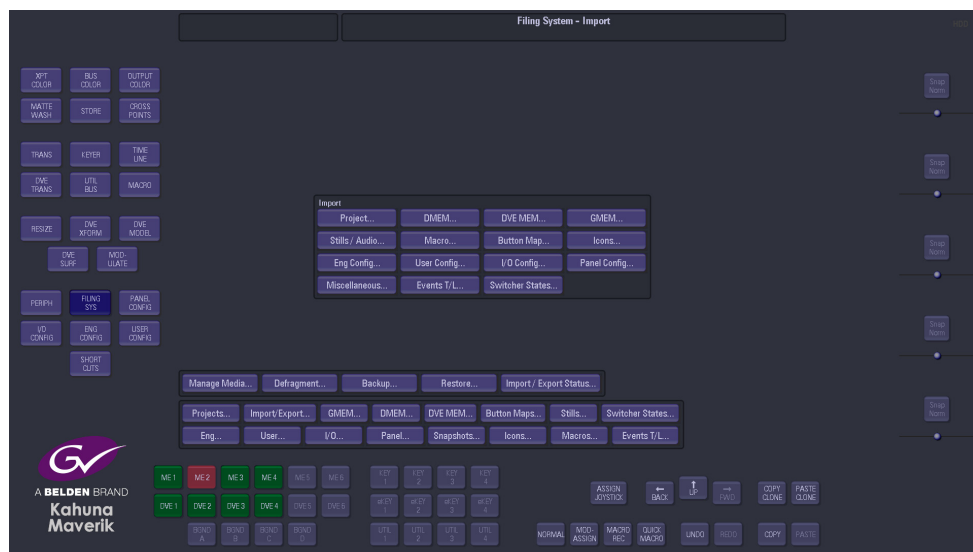 Filing System - Import
XPT COLOR
BUS COLOR
OUTPUT COLOR
MATTE WASH
STORE
CROSS POINTS
TRANS
KEYER
TIME LINE
DVE TRANS
UTIL BUS
MACRO
RESIZE
DVE XFORM
DVE MODEL
DVE SURF
MOD- ULATE
PERIPH
FILING SYS
PANEL CONFIG
I/O CONFIG
ENG CONFIG
USER CONFIG
SHORT CUTS
Snap Norm
Snap Norm
Snap Norm
Snap Norm
Snap Norm
Import
Project... DMEM... DVE MEM... GMEM...
Stills / Audio... Macro... Button Map... Icons...
Eng Config... User Config... I/O Config... Panel Config...
Miscellaneous... Events T/L... Switcher States...
Manage Media... Defragment... Backup... Restore... Import / Export Status...
Projects... Import/Export... GMEM... DMEM... DVE MEM... Button Maps... Stills... Switcher States...
Eng... User... I/O... Panel... Snapshots... Icons... Macros... Events T/L...
GV
A BELDEN BRAND
Kahuna
Maverik
ME 1 ME 2 ME 3 ME 4 ME 5 ME 6
DVE 1 DVE 2 DVE 3 DVE 4 DVE 5 DVE 6
BGND A BGND B BGND C BGND D
KEY 1 KEY 2 KEY 3 KEY 4
stKEY 1 stKEY 2 stKEY 3 stKEY 4
UTIL 1 UTIL 2 UTIL 3 UTIL 4
ASSIGN JOYSTICK
← BACK
↑ UP
→ FWD
COPY CLONE
PASTE CLONE
NORMAL
MOD- ASSIGN
MACRO REC
QUICK MACRO
UNDO
REDO
COPY
PASTE